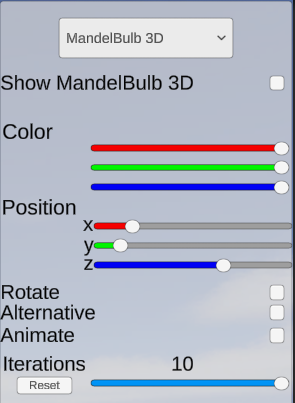 MandelBulb 3D
Show MandelBulb 3D
Color
Position
x
y
z
Rotate
Alternative
Animate
Iterations 10
Reset